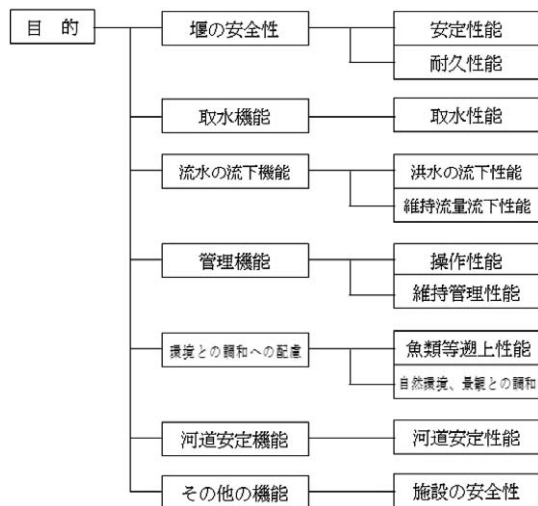 目 的
堰の安全性
安定性能
耐久性能
取水機能
取水性能
流水の流下機能
洪水の流下性能
維持流量流下性能
管理機能
操作性能
維持管理性能
環境との調和への配慮
魚類等遡上性能
自然環境、景観との調和
河道安定機能
河道安定性能
その他の機能
施設の安全性